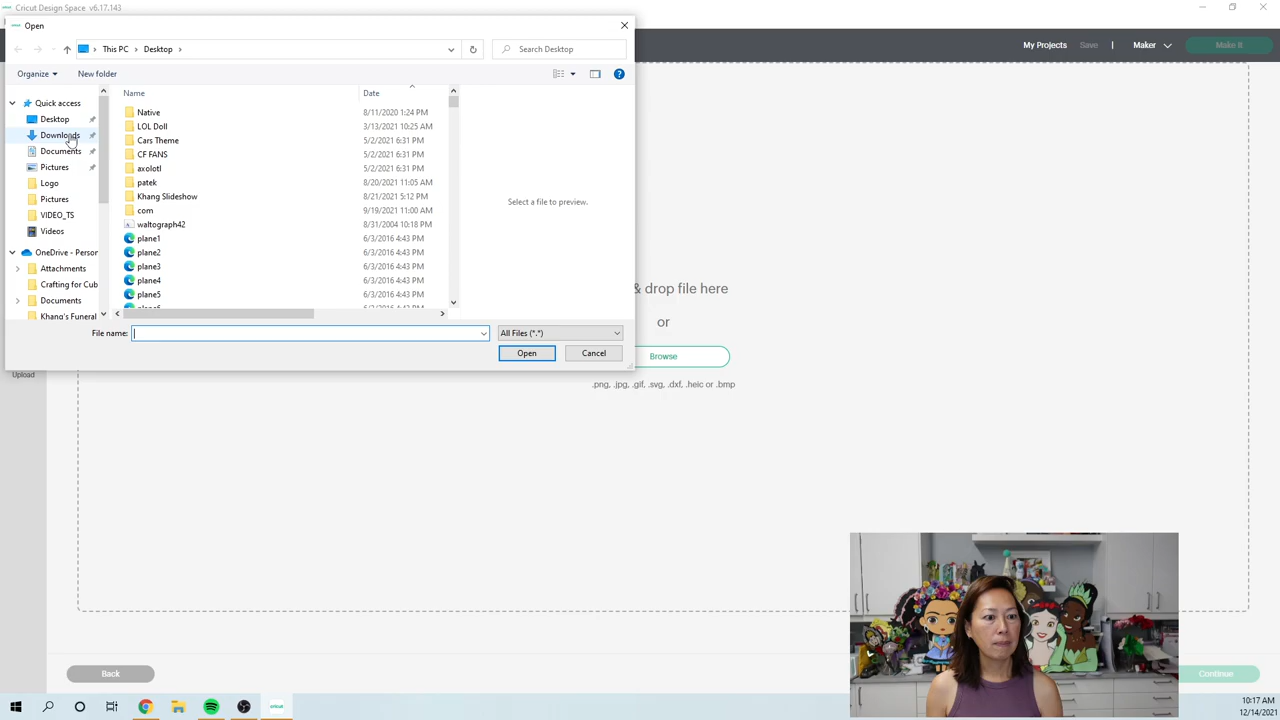 Cricut Design Space v6.17.143
Open
This PC > Desktop >
Search Desktop
My Projects Save | Maker Make It
Organize New folder
Name Date
Quick access
Desktop
Downloads
Documents
Pictures
Logo
Pictures
VIDEO_TS
Videos
OneDrive - Person
Attachments
Crafting for Cub
Documents
Khang's Funeral
Native 8/11/2020 1:24 PM
LOL Doll 3/13/2021 10:25 AM
Cars Theme 5/2/2021 6:31 PM
CF FANS 5/2/2021 6:31 PM
axolotl 5/2/2021 6:31 PM
patek 8/20/2021 11:05 AM
Khang Slideshow 8/21/2021 5:12 PM
com 9/19/2021 11:00 AM
waltograph42 8/31/2004 10:18 PM
plane1 6/3/2016 4:43 PM
plane2 6/3/2016 4:43 PM
plane3 6/3/2016 4:43 PM
plane4 6/3/2016 4:43 PM
plane5 6/3/2016 4:43 PM
Select a file to preview.
File name: All Files (*.*)
Open Cancel
& drop file here
or
Browse
.png, .jpg, .gif, .svg, .dxf, .heic or .bmp
Upload
Back
Continue
10:17 AM
12/14/2021